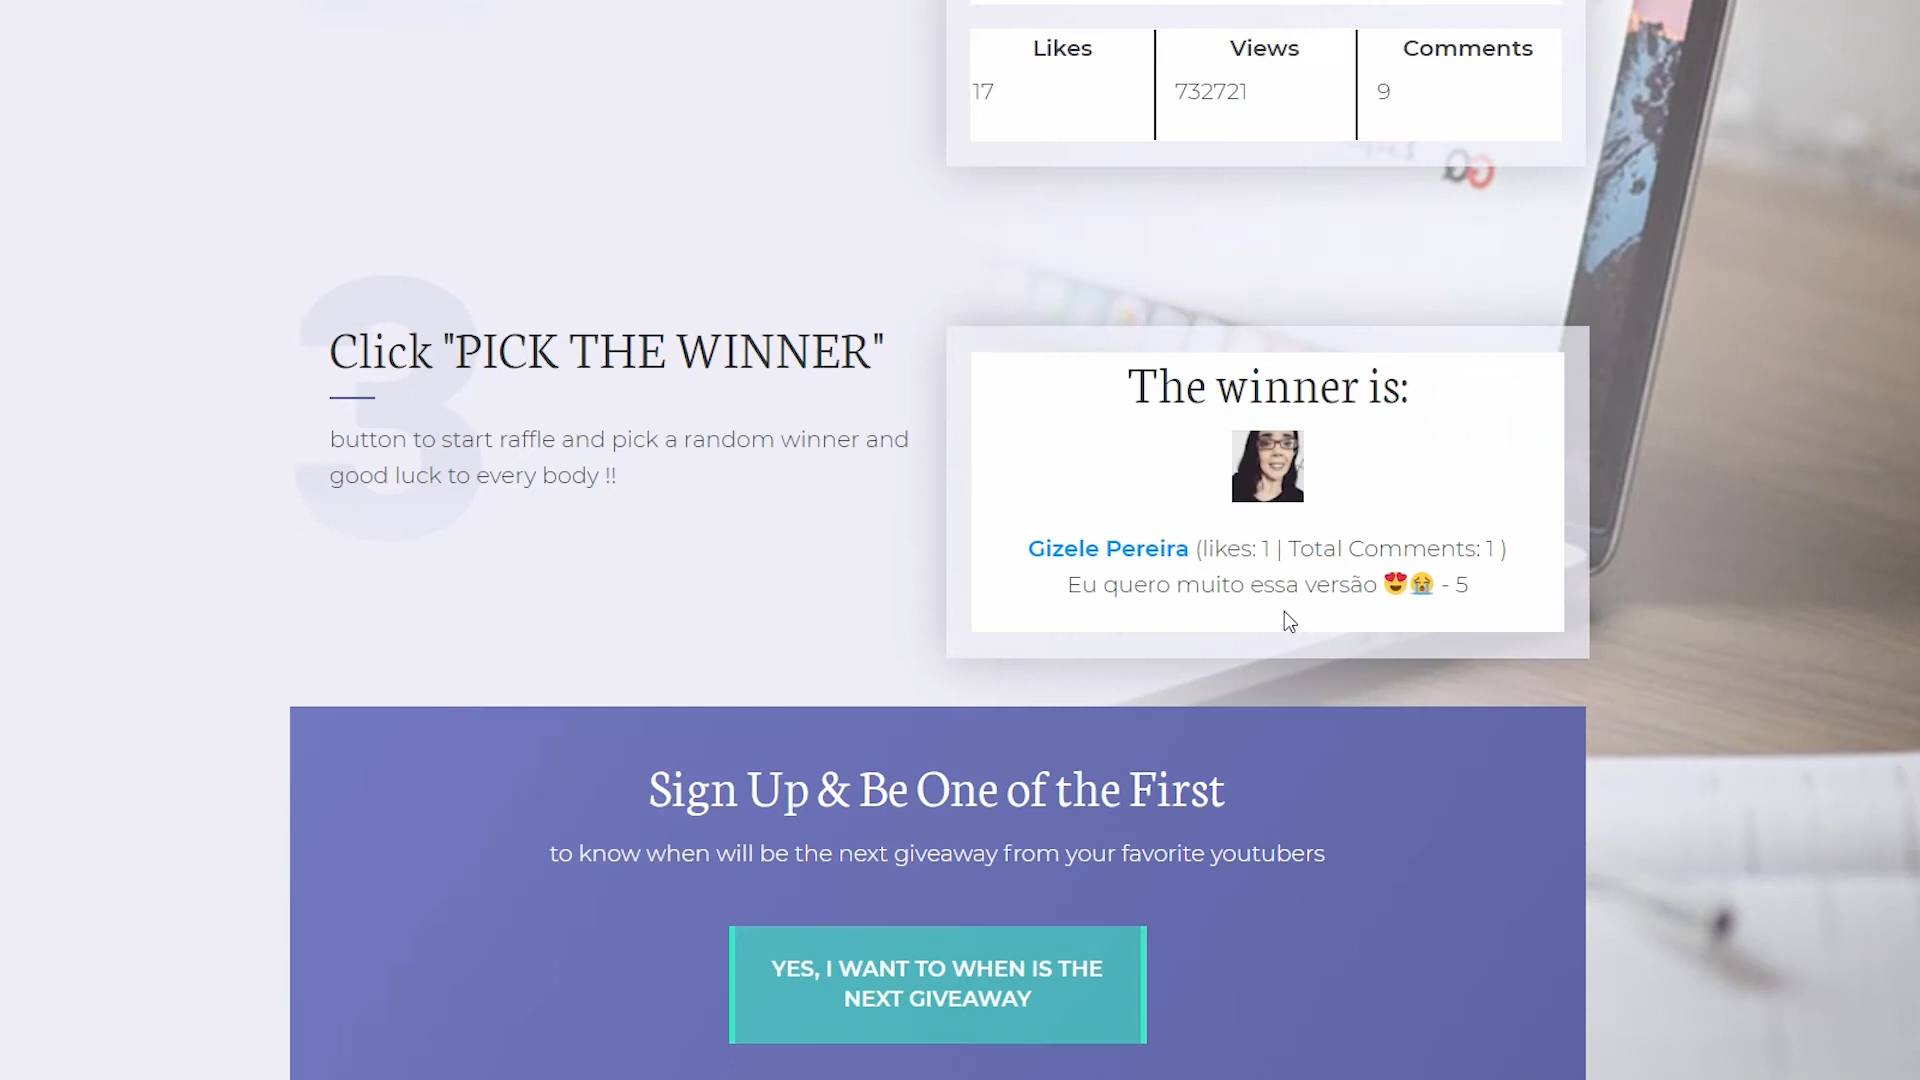 Likes Views Comments
17 732721 9
3
Click "PICK THE WINNER"
button to start raffle and pick a random winner and
good luck to every body !!
The winner is:
Gizele Pereira (likes: 1 | Total Comments: 1 )
Eu quero muito essa versão 😍😭 - 5
Sign Up & Be One of the First
to know when will be the next giveaway from your favorite youtubers
YES, I WANT TO WHEN IS THE
NEXT GIVEAWAY